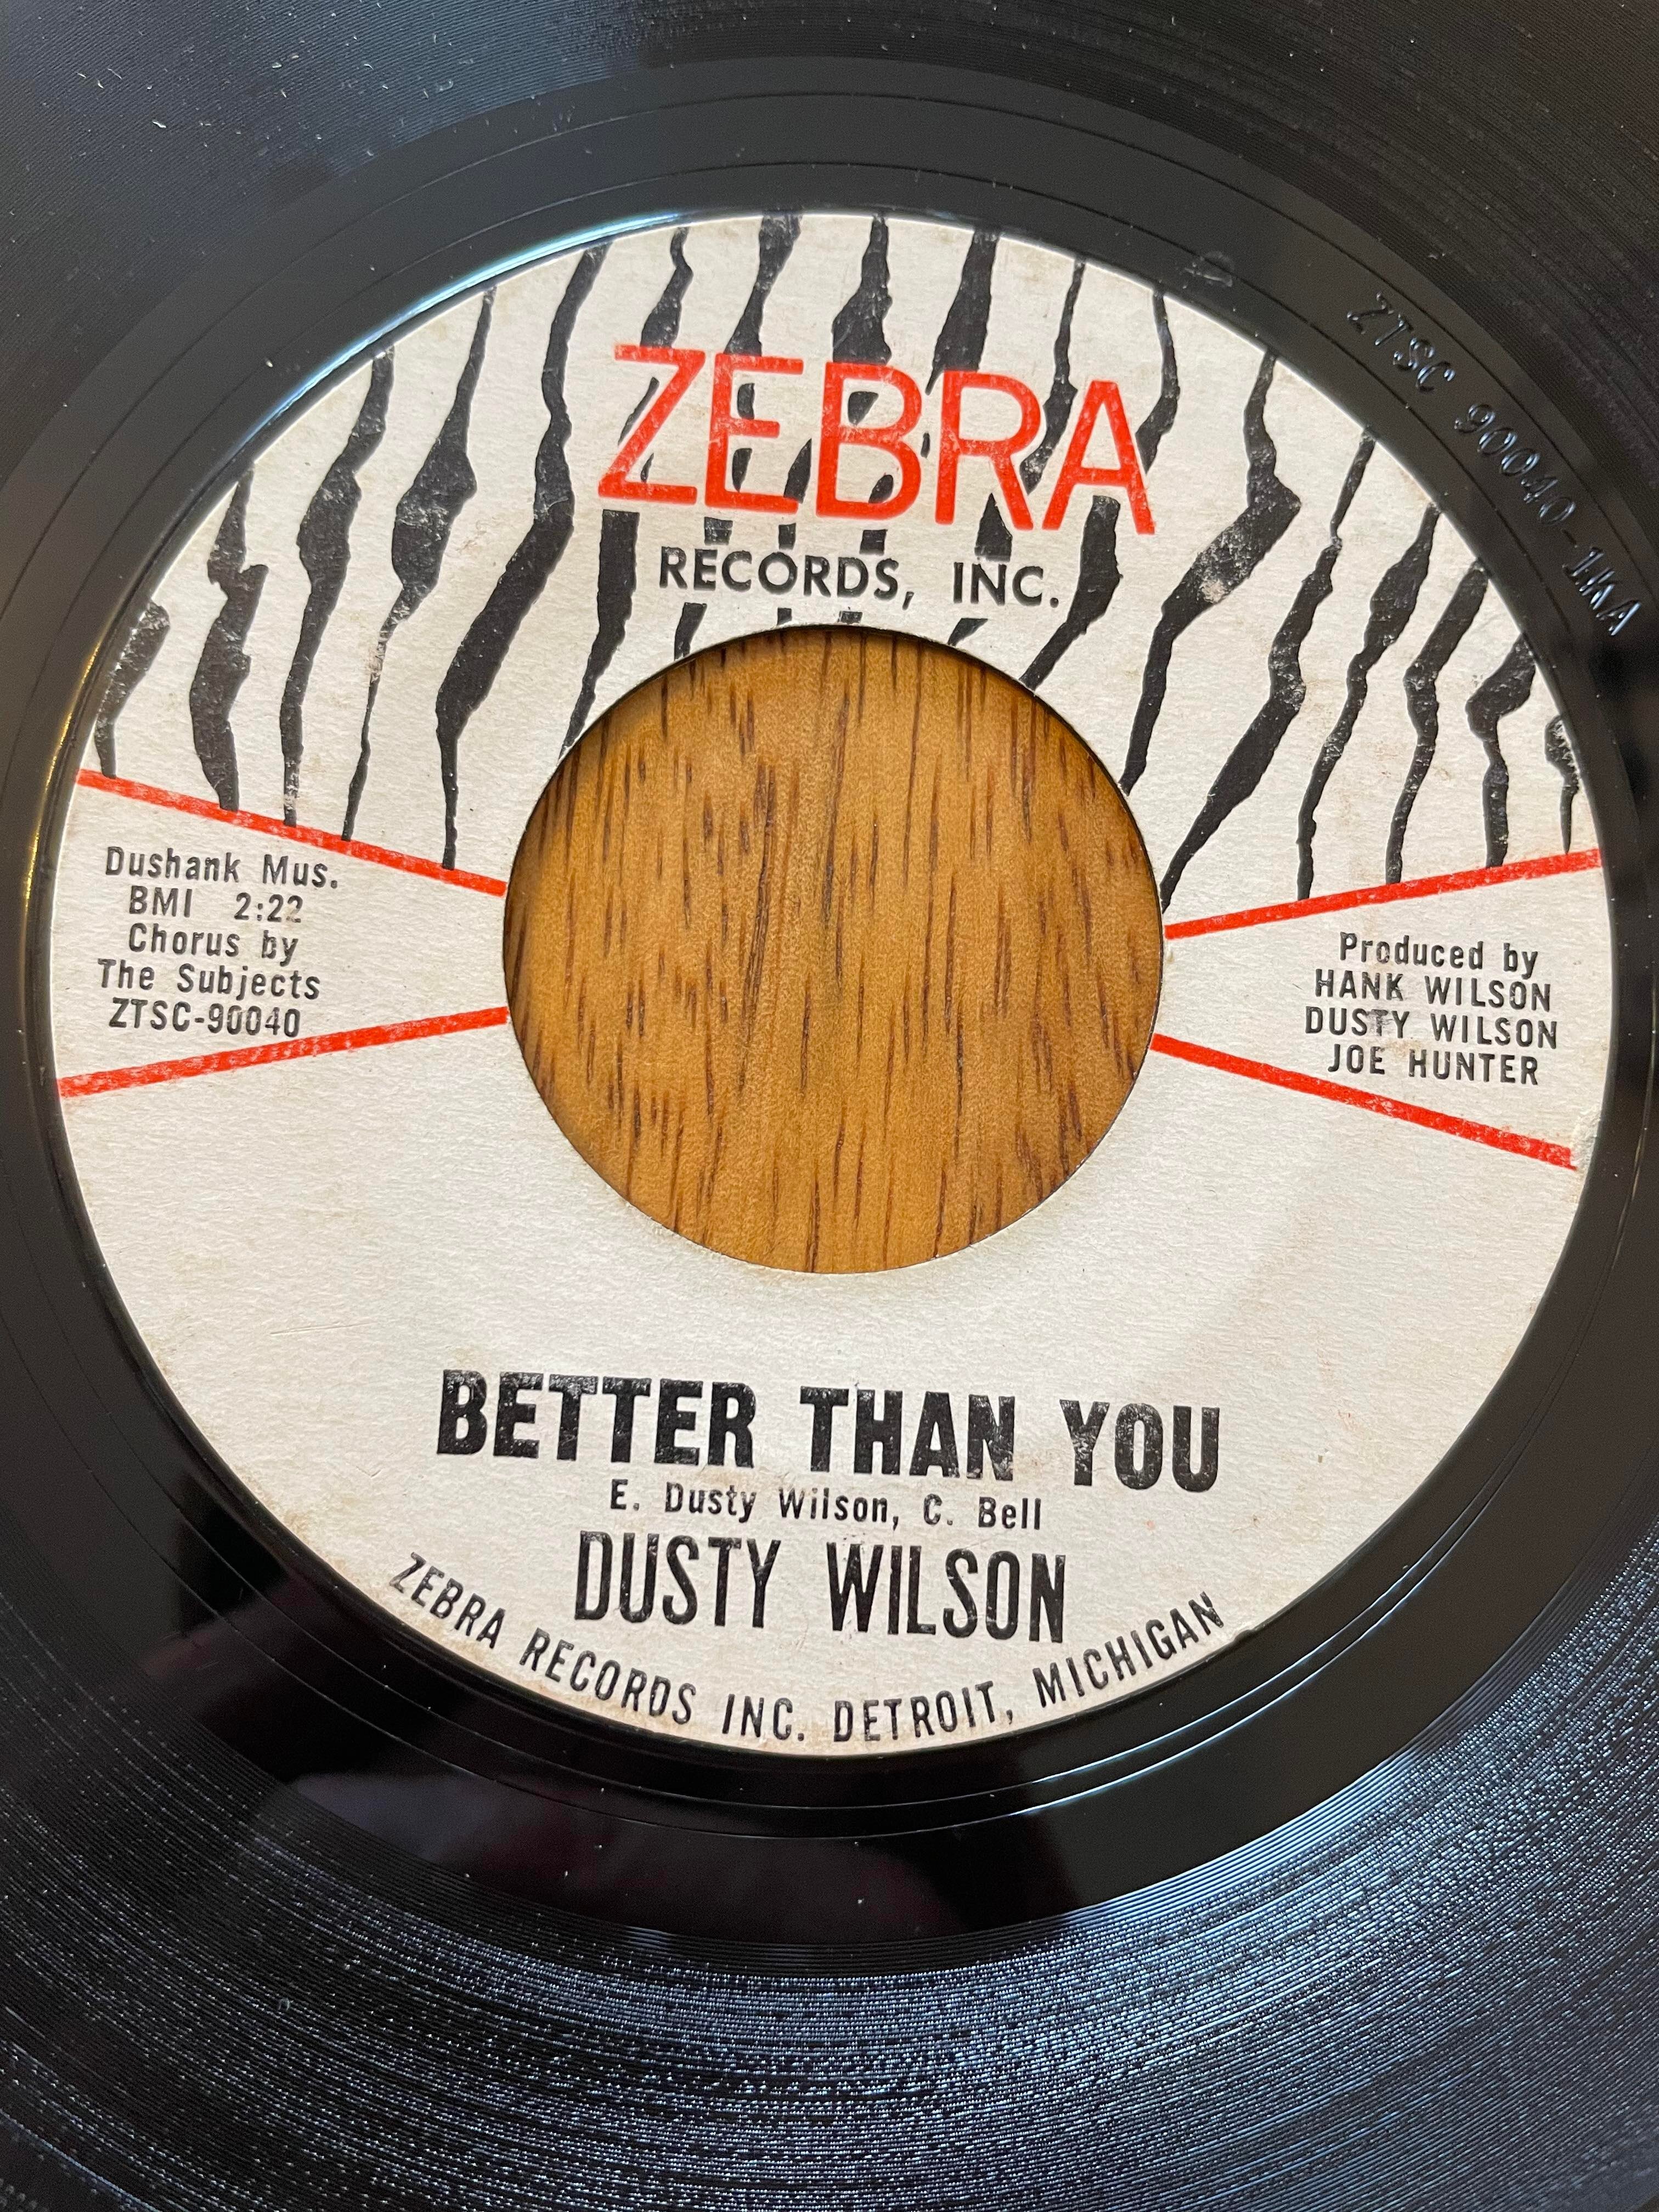 ZEBRA
RECORDS, INC.
ZTSC 90040-1KA
Dushank Mus.
BMI 2:22
Chorus by
The Subjects
ZTSC-90040
Produced by
HANK WILSON
DUSTY WILSON
JOE HUNTER
BETTER THAN YOU
E. Dusty Wilson, C. Bell
DUSTY WILSON
ZEBRA RECORDS INC. DETROIT, MICHIGAN